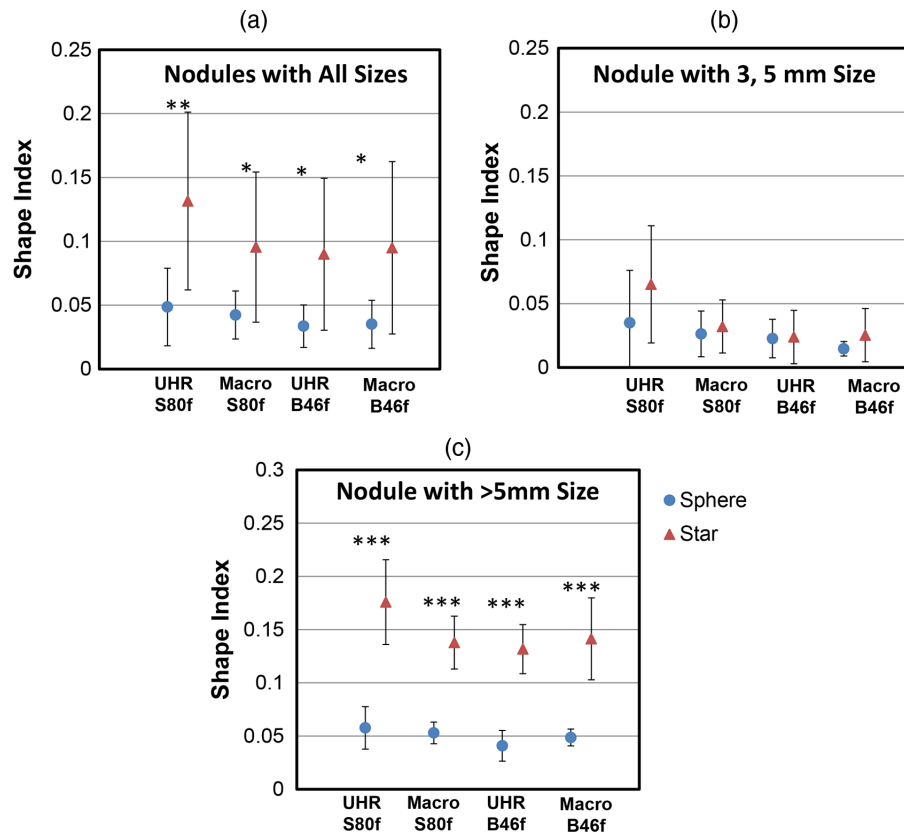 (a)
Nodules with All Sizes
Shape Index
0.25
0.2
0.15
0.1
0.05
0
**
*
*
*
UHR Macro UHR Macro
S80f S80f B46f B46f
(b)
Nodule with 3, 5 mm Size
Shape Index
0.25
0.2
0.15
0.1
0.05
0
UHR Macro UHR Macro
S80f S80f B46f B46f
(c)
Nodule with >5mm Size
Shape Index
0.3
0.25
0.2
0.15
0.1
0.05
0
***
***
***
***
UHR Macro UHR Macro
S80f S80f B46f B46f
Sphere
Star